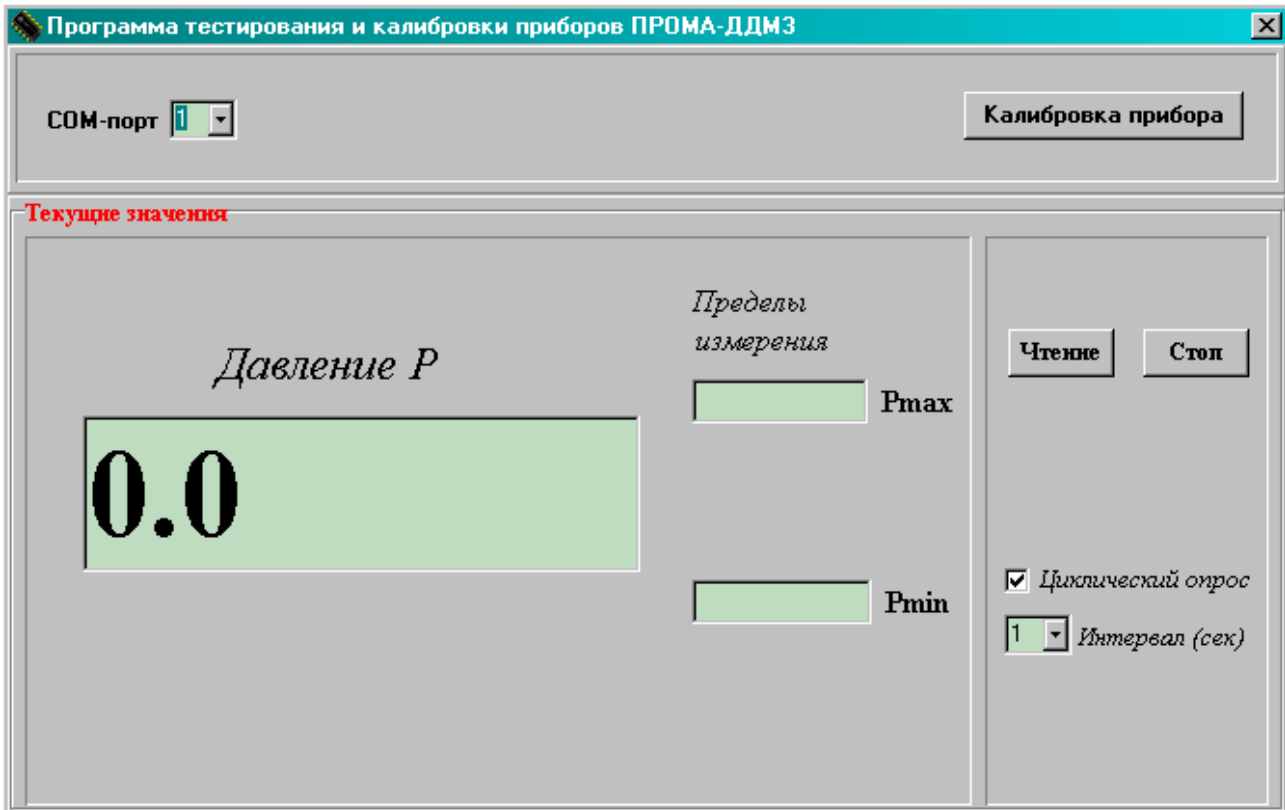 Программа тестирования и калибровки приборов ПРОМА-ДДМЗ
COM-порт 1
Калибровка прибора
Текущие значения
Давление P
0.0
Пределы
измерения
Pmax
Pmin
Чтение
Стоп
Циклический опрос
1 Интервал (сек)